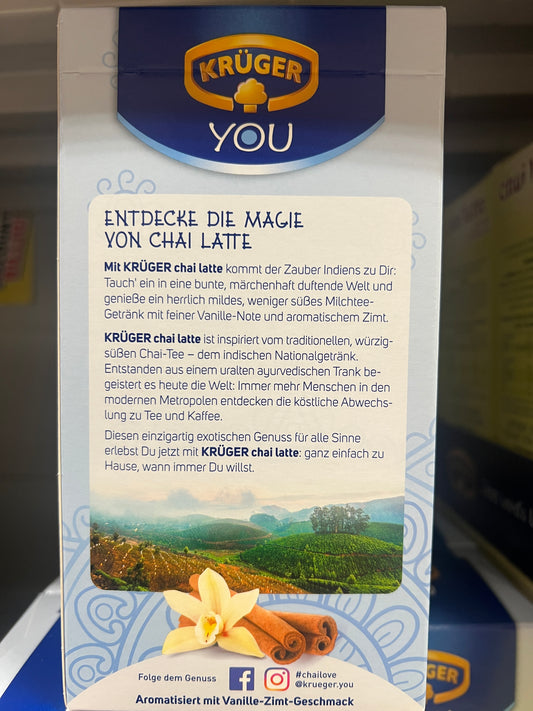 KRÜGER
YOU
ENTDECKE DIE MAGIE
VON CHAI LATTE
Mit KRÜGER chai latte kommt der Zauber Indiens zu Dir:
Tauch' ein in eine bunte, märchenhaft duftende Welt und
genieße ein herrlich mildes, weniger süßes Milchtee-
Getränk mit feiner Vanille-Note und aromatischem Zimt.
KRÜGER chai latte ist inspiriert vom traditionellen, würzig-
süßen Chai-Tee – dem indischen Nationalgetränk.
Entstanden aus einem uralten ayurvedischen Trank be-
geistert es heute die Welt: Immer mehr Menschen in den
modernen Metropolen entdecken die köstliche Abwechs-
lung zu Tee und Kaffee.
Diesen einzigartig exotischen Genuss für alle Sinne
erlebst Du jetzt mit KRÜGER chai latte: ganz einfach zu
Hause, wann immer Du willst.
Folge dem Genuss
#chailove
@krueger.you
Aromatisiert mit Vanille-Zimt-Geschmack
KRÜGER